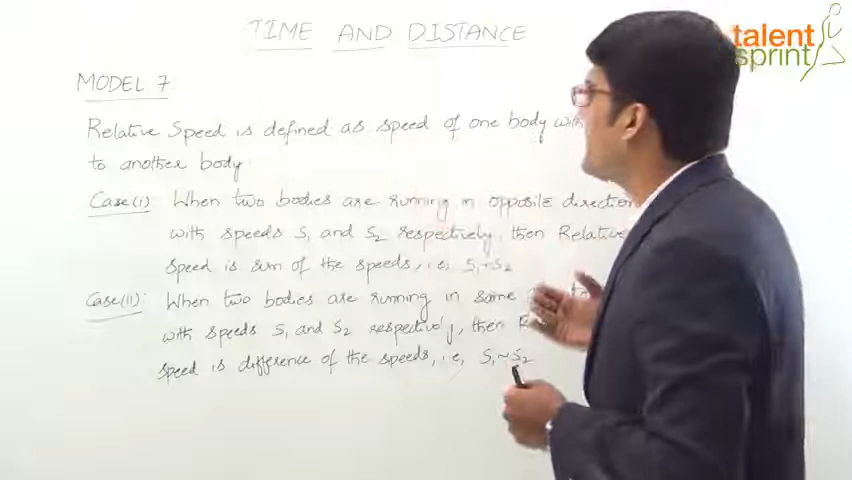 TIME AND DISTANCE
talent
sprint
MODEL 7
Relative Speed is defined as speed of one body with
to another body
Case(i) When two bodies are running in opposite direction
with speeds S1 and S2 respectively, then Relative
speed is sum of the speeds, i.e, S1~S2
Case(ii): When two bodies are running in same
with speeds S1 and S2 respectively, then
speed is difference of the speeds, i.e, S1~S2